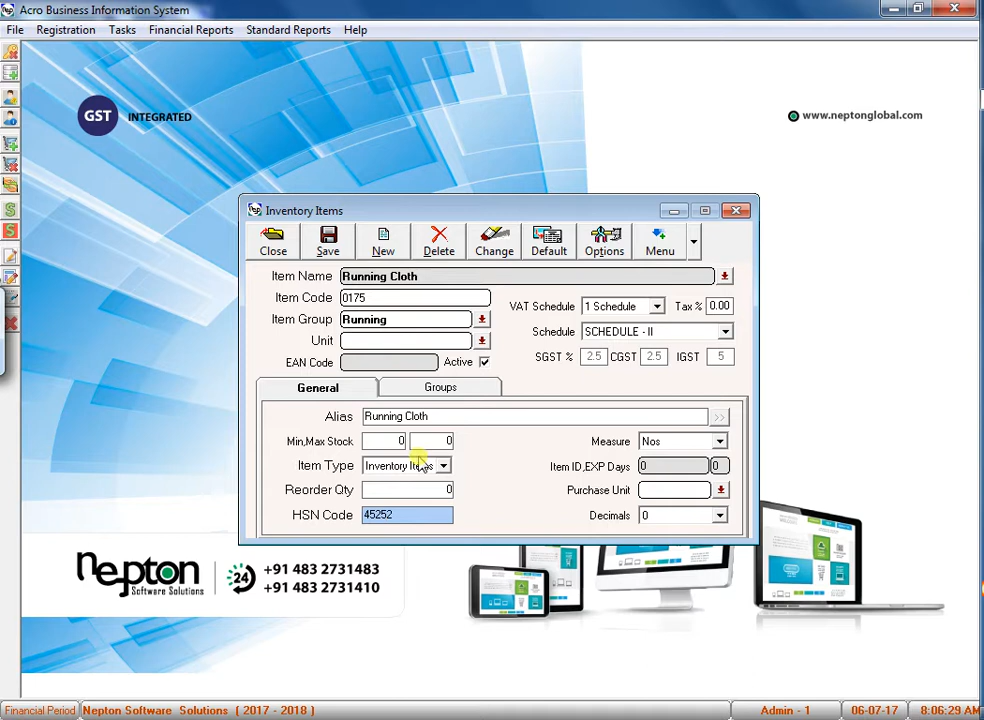 Acro Business Information System
File Registration Tasks Financial Reports Standard Reports Help
GST INTEGRATED
www.neptonglobal.com
Inventory Items
Close Save New Delete Change Default Options Menu
Item Name Running Cloth
Item Code 0175
VAT Schedule 1 Schedule Tax % 0.00
Item Group Running
Schedule SCHEDULE - II
Unit
SGST % 2.5 CGST 2.5 IGST 5
EAN Code Active
General Groups
Alias Running Cloth >>
Min,Max Stock 0 0
Measure Nos
Item Type Inventory Items
Item ID,EXP Days 0 0
Reorder Qty 0
Purchase Unit
HSN Code 45252
Decimals 0
nepton
Software Solutions
24
+91 483 2731483
+91 483 2731410
Financial Period Nepton Software Solutions ( 2017 - 2018 ) Admin - 1 06-07-17 8:06:29 AM